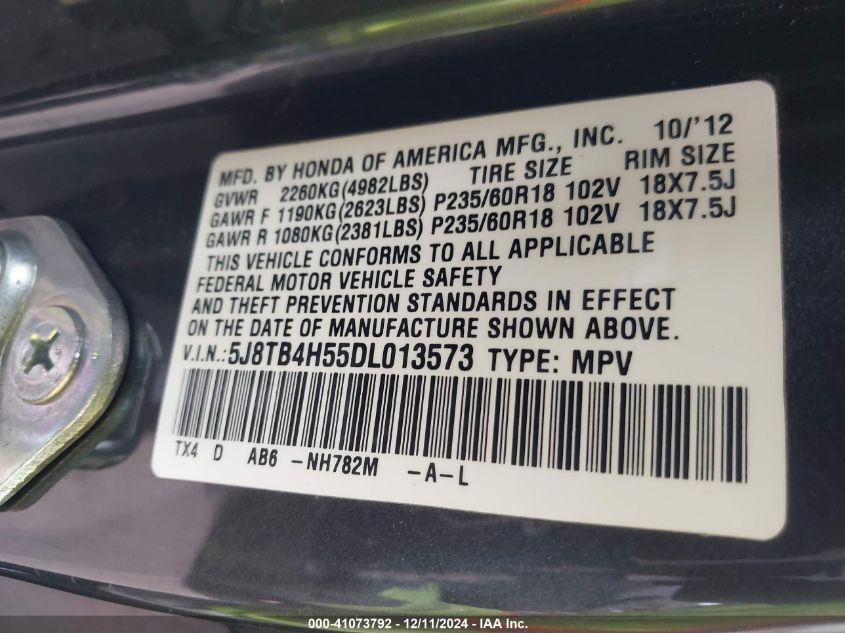 MFD. BY HONDA OF AMERICA MFG., INC. 10/'12
GVWR 2260KG(4982LBS) TIRE SIZE RIM SIZE
GAWR F 1190KG(2623LBS) P235/60R18 102V 18X7.5J
GAWR R 1080KG(2381LBS) P235/60R18 102V 18X7.5J
THIS VEHICLE CONFORMS TO ALL APPLICABLE
FEDERAL MOTOR VEHICLE SAFETY
AND THEFT PREVENTION STANDARDS IN EFFECT
ON THE DATE OF MANUFACTURE SHOWN ABOVE.
V.I.N.:5J8TB4H55DL013573 TYPE: MPV
TX4 D AB6 -NH782M -A-L
000-41073792 - 12/11/2024 - IAA Inc.